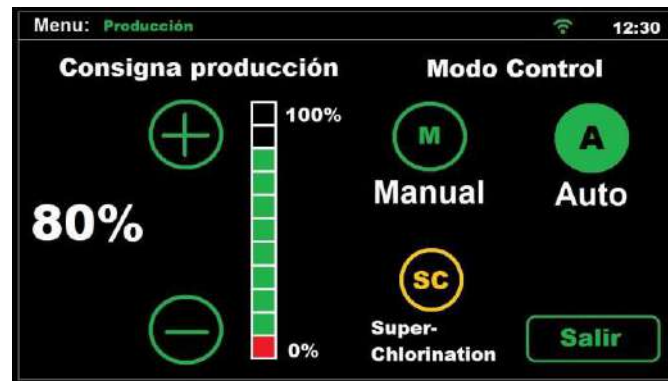 Menu: Producción 12:30
Consigna producción
Modo Control
+
100%
M
A
Manual
Auto
80%
SC
−
0%
Super-
Chlorination
Salir